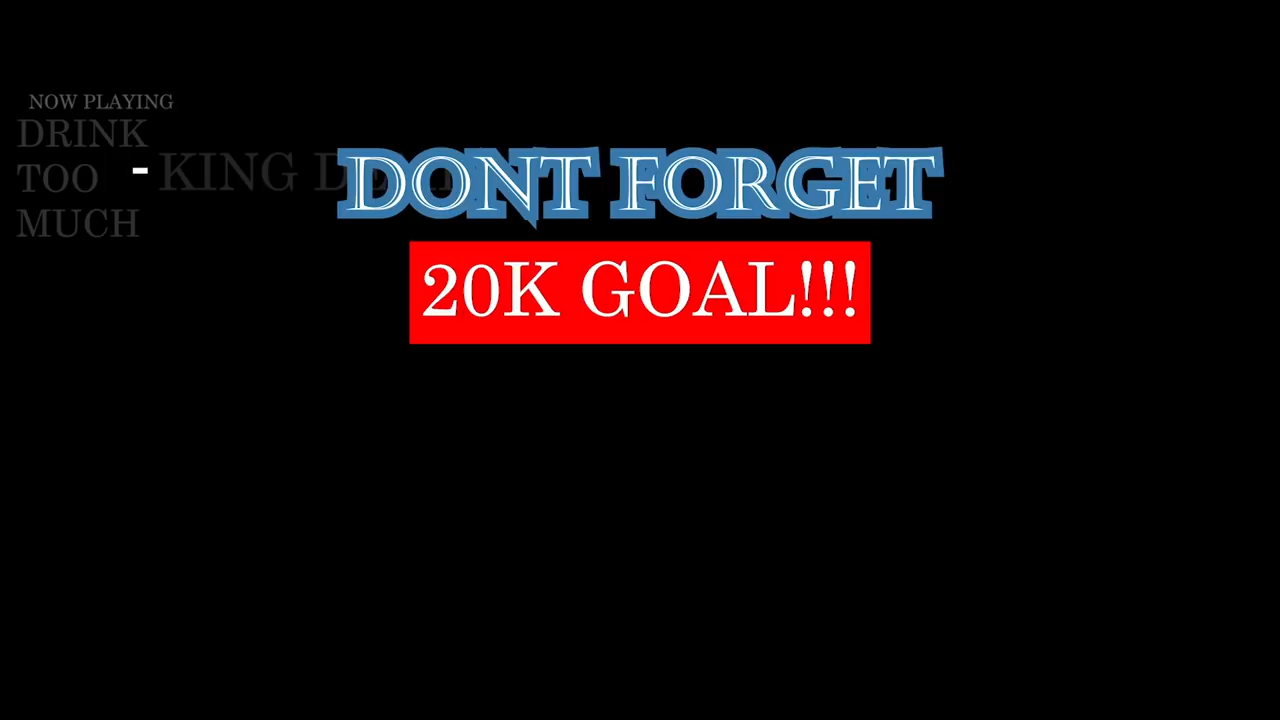 NOW PLAYING
DRINK
TOO
MUCH
- KING
DONT FORGET
20K GOAL!!!